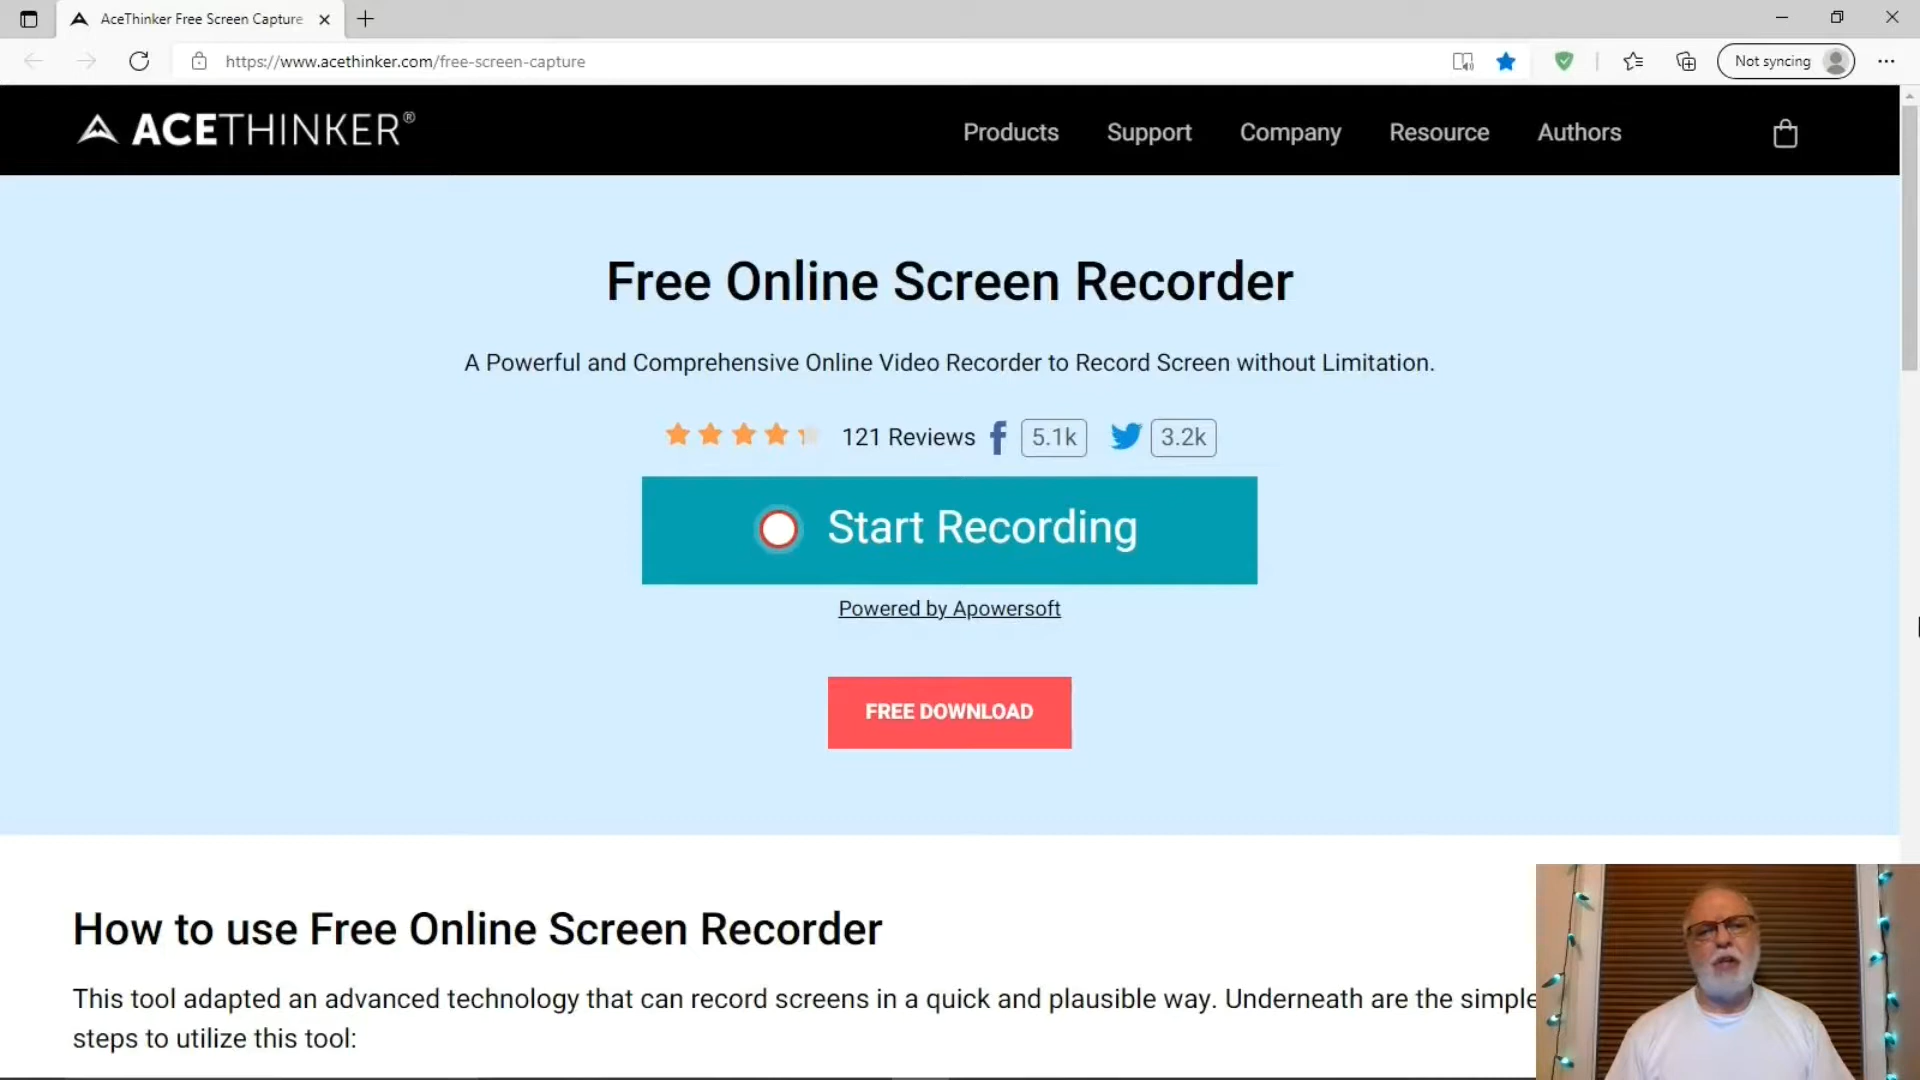 AceThinker Free Screen Capture
https://www.acethinker.com/free-screen-capture
Not syncing
ACETHINKER®
Products
Support
Company
Resource
Authors
Free Online Screen Recorder
A Powerful and Comprehensive Online Video Recorder to Record Screen without Limitation.
121 Reviews
5.1k
3.2k
Start Recording
Powered by Apowersoft
FREE DOWNLOAD
How to use Free Online Screen Recorder
This tool adapted an advanced technology that can record screens in a quick and plausible way. Underneath are the simple
steps to utilize this tool: